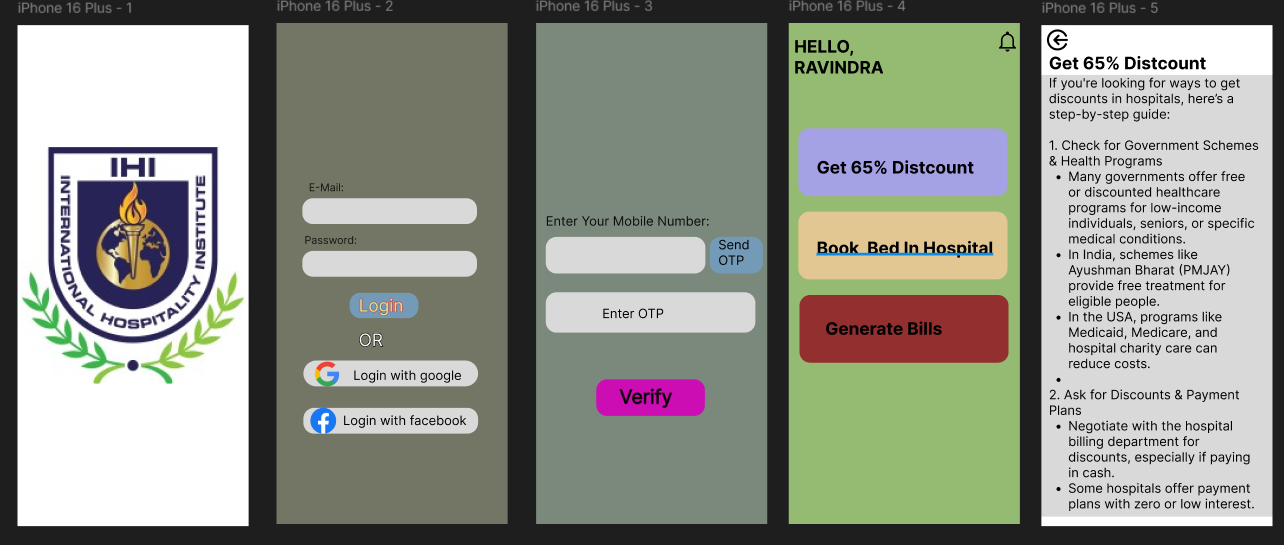 iPhone 16 Plus - 1
IHI
INTERNATIONAL HOSPITALITY INSTITUTE
iPhone 16 Plus - 2
E-Mail:
Password:
Login
OR
Login with google
Login with facebook
iPhone 16 Plus - 3
Enter Your Mobile Number:
Send
OTP
Enter OTP
Verify
iPhone 16 Plus - 4
HELLO,
RAVINDRA
Get 65% Distcount
Book Bed In Hospital
Generate Bills
iPhone 16 Plus - 5
Get 65% Distcount
If you're looking for ways to get
discounts in hospitals, here's a
step-by-step guide:
1. Check for Government Schemes
& Health Programs
• Many governments offer free
or discounted healthcare
programs for low-income
individuals, seniors, or specific
medical conditions.
• In India, schemes like
Ayushman Bharat (PMJAY)
provide free treatment for
eligible people.
• In the USA, programs like
Medicaid, Medicare, and
hospital charity care can
reduce costs.
•
2. Ask for Discounts & Payment
Plans
• Negotiate with the hospital
billing department for
discounts, especially if paying
in cash.
• Some hospitals offer payment
plans with zero or low interest.